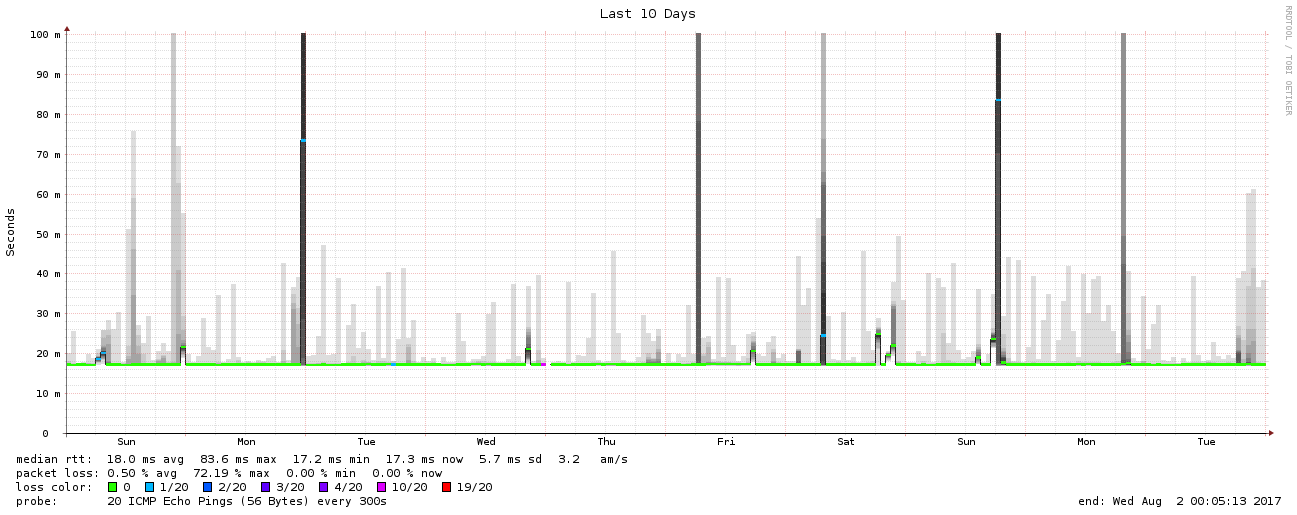 Last 10 Days
RRDTOOL / TOBI OETIKER
100 m
90 m
80 m
70 m
60 m
50 m
40 m
30 m
20 m
10 m
0
Seconds
Sun Mon Tue Wed Thu Fri Sat Sun Mon Tue
median rtt: 18.0 ms avg 83.6 ms max 17.2 ms min 17.3 ms now 5.7 ms sd 3.2 am/s
packet loss: 0.50 % avg 72.19 % max 0.00 % min 0.00 % now
loss color: 0 1/20 2/20 3/20 4/20 10/20 19/20
probe: 20 ICMP Echo Pings (56 Bytes) every 300s end: Wed Aug 2 00:05:13 2017